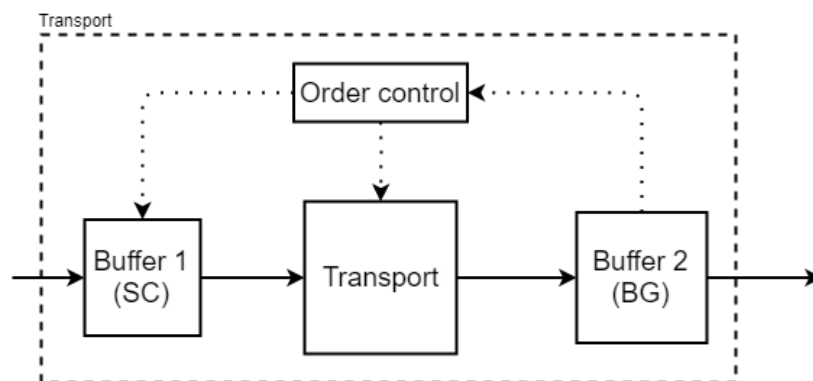 Transport
Order control
Buffer 1
(SC)
Transport
Buffer 2
(BG)